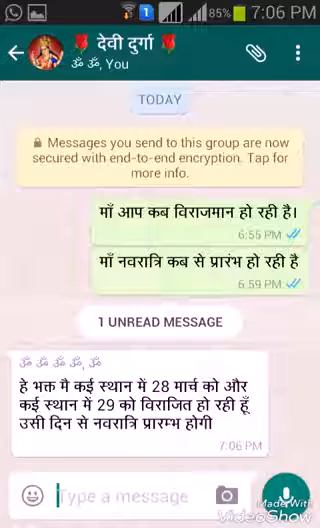 85% 7:06 PM
🌹 देवी दुर्गा 🌹
ॐ ॐ, You
TODAY
Messages you send to this group are now
secured with end-to-end encryption. Tap for
more info.
माँ आप कब विराजमान हो रही है।
6:55 PM
माँ नवरात्रि कब से प्रारंभ हो रही है
6:59 PM
1 UNREAD MESSAGE
ॐ ॐ ॐ ॐ, ॐ
हे भक्त मै कई स्थान में 28 मार्च को और
कई स्थान में 29 को विराजित हो रही हूँ
उसी दिन से नवरात्रि प्रारम्भ होगी
7:06 PM
Type a message
Made With
VideoShow